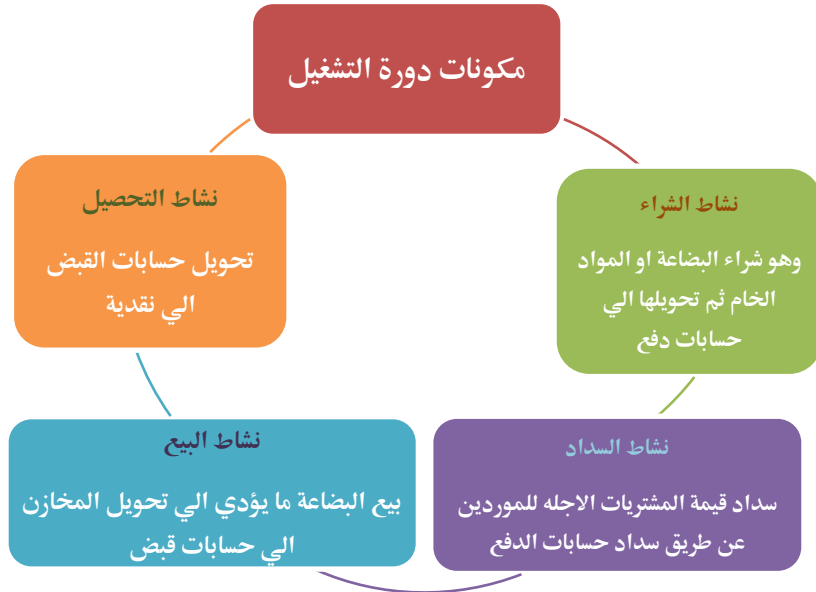 مكونات دورة التشغيل
نشاط الشراء
وهو شراء البضاعة او المواد
الخام ثم تحويلها الي
حسابات دفع
نشاط السداد
سداد قيمة المشتريات الاجله للموردين
عن طريق سداد حسابات الدفع
نشاط البيع
بيع البضاعة ما يؤدي الي تحويل المخازن
الي حسابات قبض
نشاط التحصيل
تحويل حسابات القبض
الي نقدية